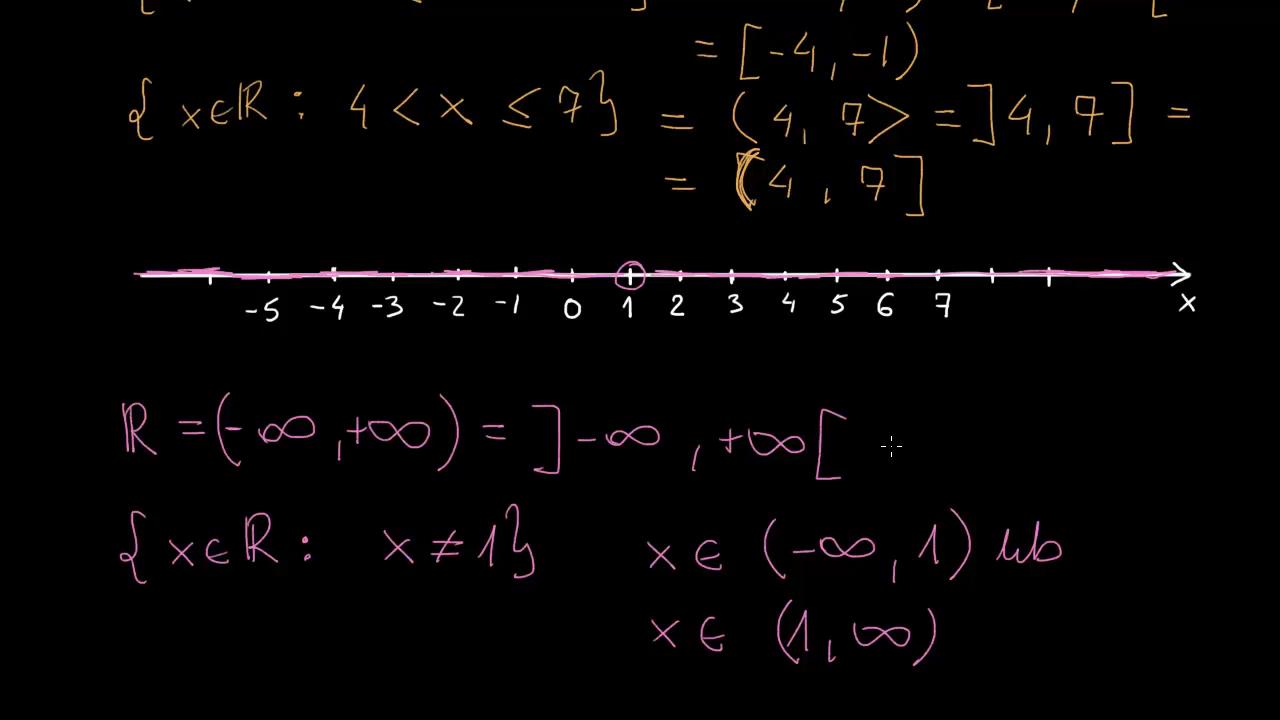 = [-4, -1)
{ x∈ℝ : 4 < x ≤ 7} = (4, 7> = ]4, 7] =
= (4, 7]
-5 -4 -3 -2 -1 0 1 2 3 4 5 6 7 x
ℝ = (-∞, +∞) = ]-∞, +∞[
{ x∈ℝ : x ≠ 1} x ∈ (-∞, 1) lub
x ∈ (1, ∞)